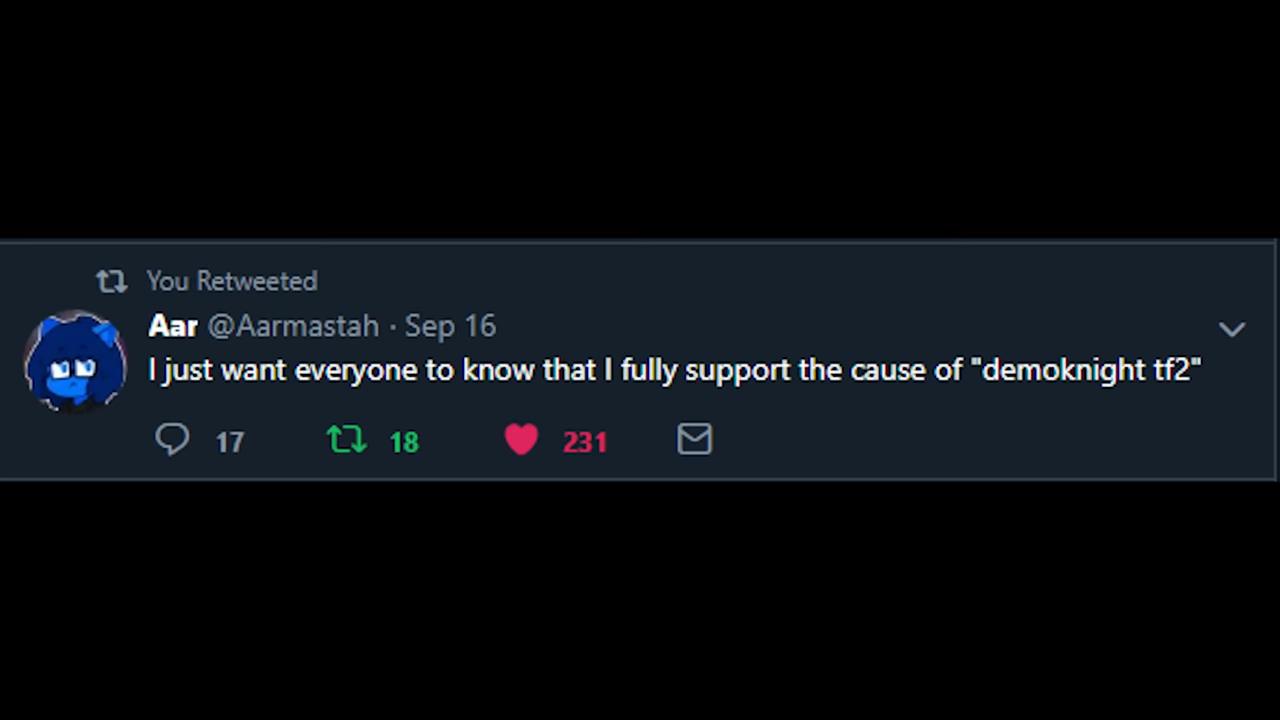 You Retweeted
Aar @Aarmastah · Sep 16
I just want everyone to know that I fully support the cause of "demoknight tf2"
17 18 231